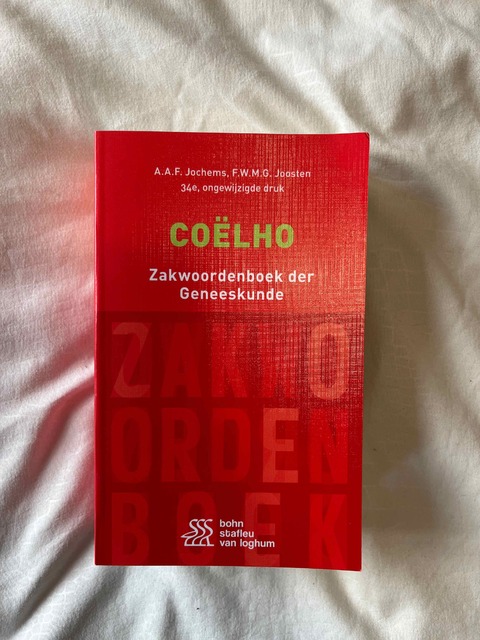 A.A.F. Jochems, F.W.M.G. Joosten
34e, ongewijzigde druk
COËLHO
Zakwoordenboek der
Geneeskunde
ZAKWO
ORDEN
BOEK
bohn
stafleu
van loghum